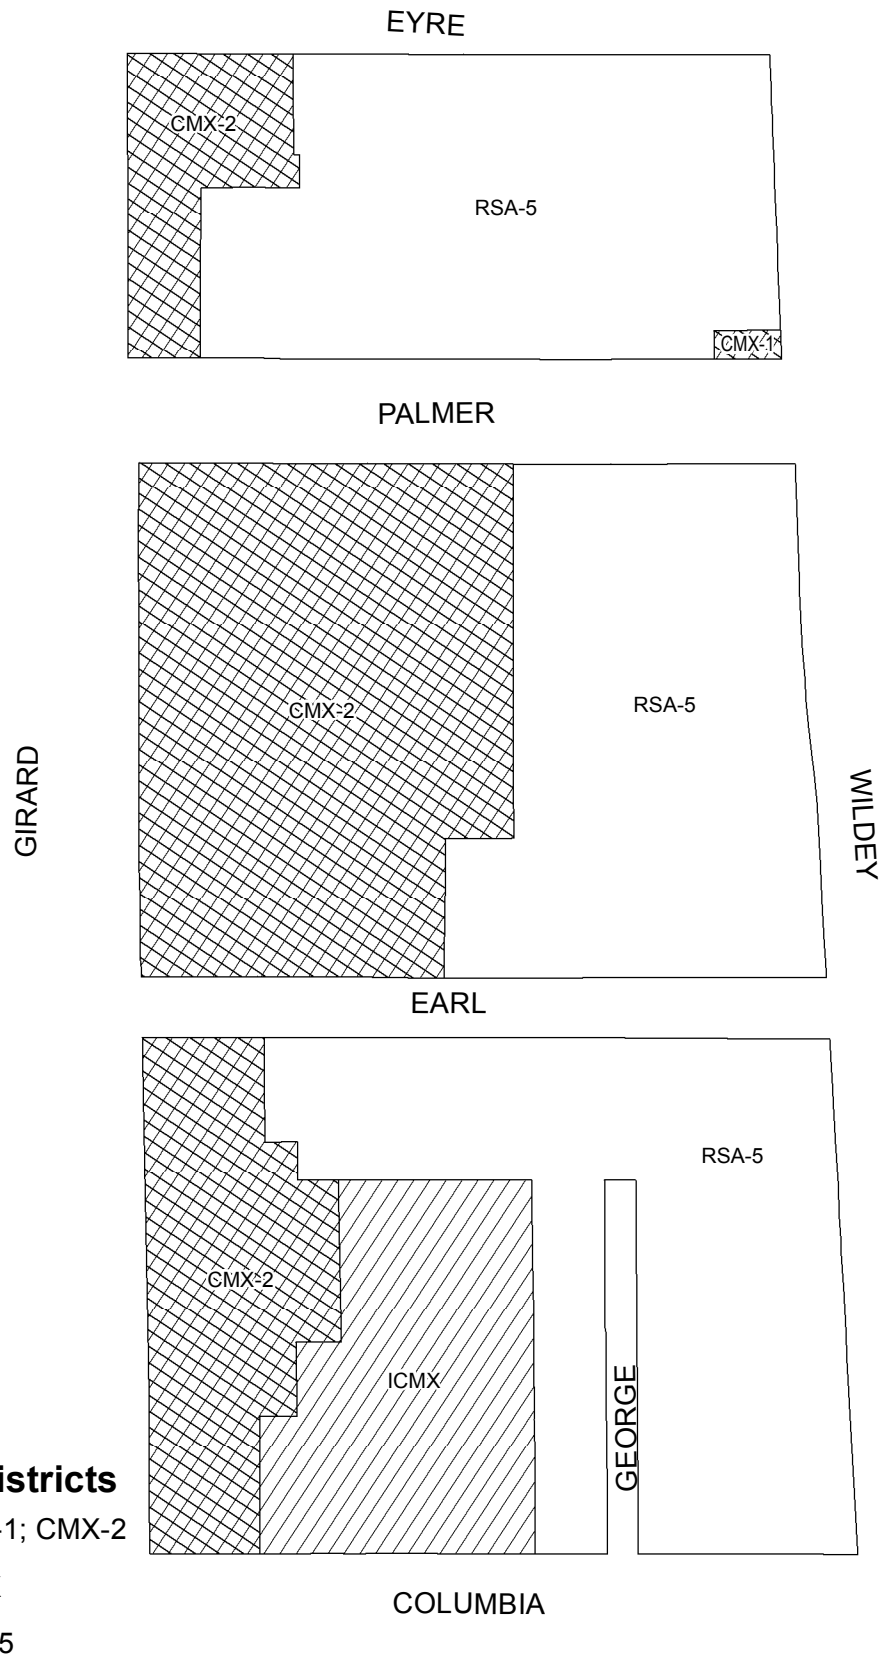 EYRE
CMX-2
RSA-5
CMX-1
PALMER
CMX-2
RSA-5
GIRARD
WILDEY
EARL
RSA-5
CMX-2
ICMX
GEORGE
istricts
-1; CMX-2
5
COLUMBIA